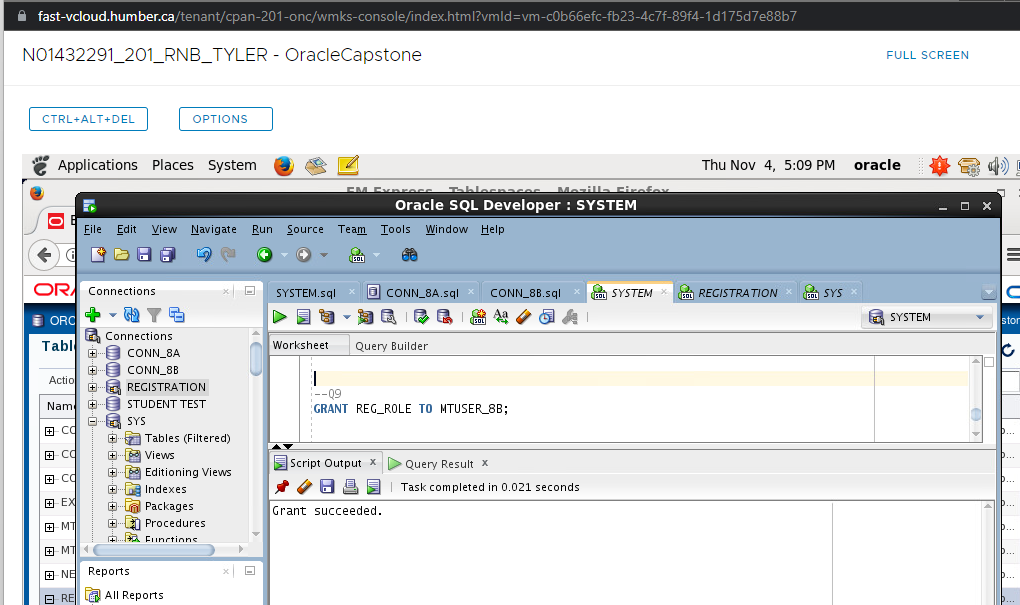 fast-vcloud.humber.ca/tenant/cpan-201-onc/wmks-console/index.html?vmId=vm-c0b66efc-fb23-4c7f-89f4-1d175d7e88b7
N01432291_201_RNB_TYLER - OracleCapstone
FULL SCREEN
CTRL+ALT+DEL OPTIONS
Applications Places System Thu Nov 4, 5:09 PM oracle
EM Express - Tablespaces - Mozilla Firefox
Oracle SQL Developer : SYSTEM
File Edit View Navigate Run Source Team Tools Window Help
Connections
SYSTEM.sql CONN_8A.sql CONN_8B.sql SYSTEM REGISTRATION SYS
SYSTEM
Worksheet Query Builder
--Q9
GRANT REG_ROLE TO MTUSER_8B;
Connections
CONN_8A
CONN_8B
REGISTRATION
STUDENT TEST
SYS
Tables (Filtered)
Views
Editioning Views
Indexes
Packages
Procedures
Functions
Script Output x Query Result x
Task completed in 0.021 seconds
Grant succeeded.
Reports
All Reports
ORA
ORC
Tabl
Actio
Name
CO
CO
CO
EX
MT
MT
NE
RE